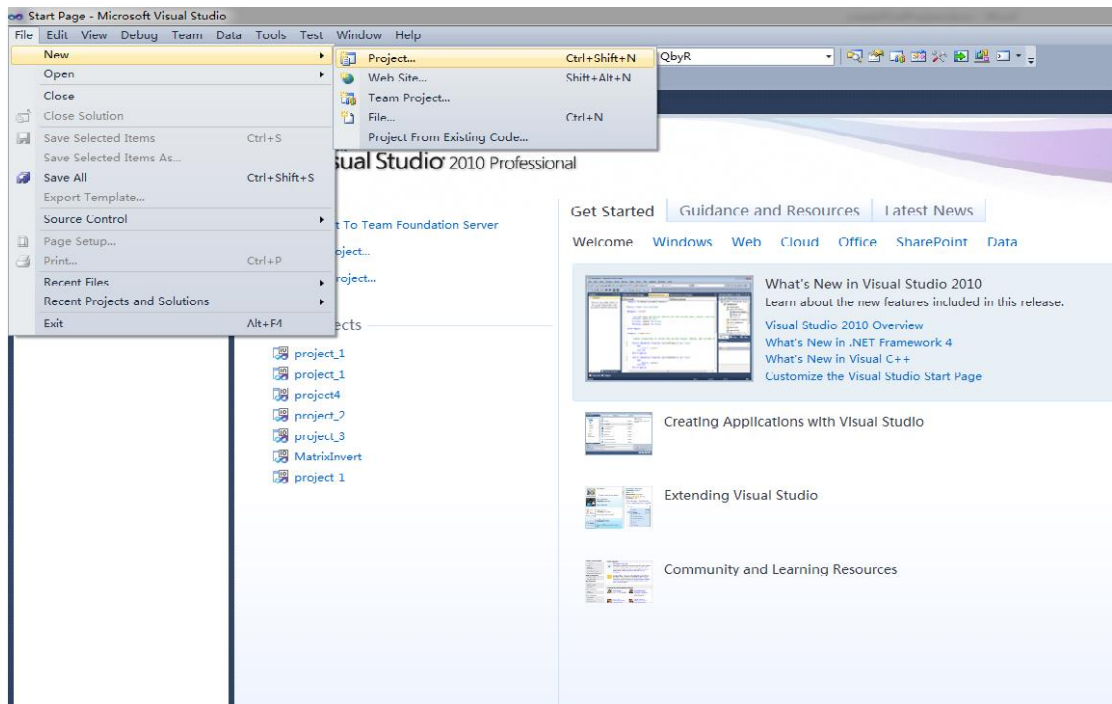 Start Page - Microsoft Visual Studio
File Edit View Debug Team Data Tools Test Window Help
New
Open
Close
Close Solution
Save Selected Items Ctrl+S
Save Selected Items As...
Save All Ctrl+Shift+S
Export Template...
Source Control
Page Setup...
Print... Ctrl+P
Recent Files
Recent Projects and Solutions
Exit Alt+F4
Project... Ctrl+Shift+N
Web Site... Shift+Alt+N
Team Project...
File... Ctrl+N
Project From Existing Code...
QbyR
sual Studio 2010 Professional
t To Team Foundation Server
oject...
roject...
ects
project_1
project_1
project4
project_2
project_3
MatrixInvert
project 1
Get Started Guidance and Resources Latest News
Welcome Windows Web Cloud Office SharePoint Data
What's New in Visual Studio 2010
Learn about the new features included in this release.
Visual Studio 2010 Overview
What's New in .NET Framework 4
What's New in Visual C++
Customize the Visual Studio Start Page
Creating Applications with Visual Studio
Extending Visual Studio
Community and Learning Resources